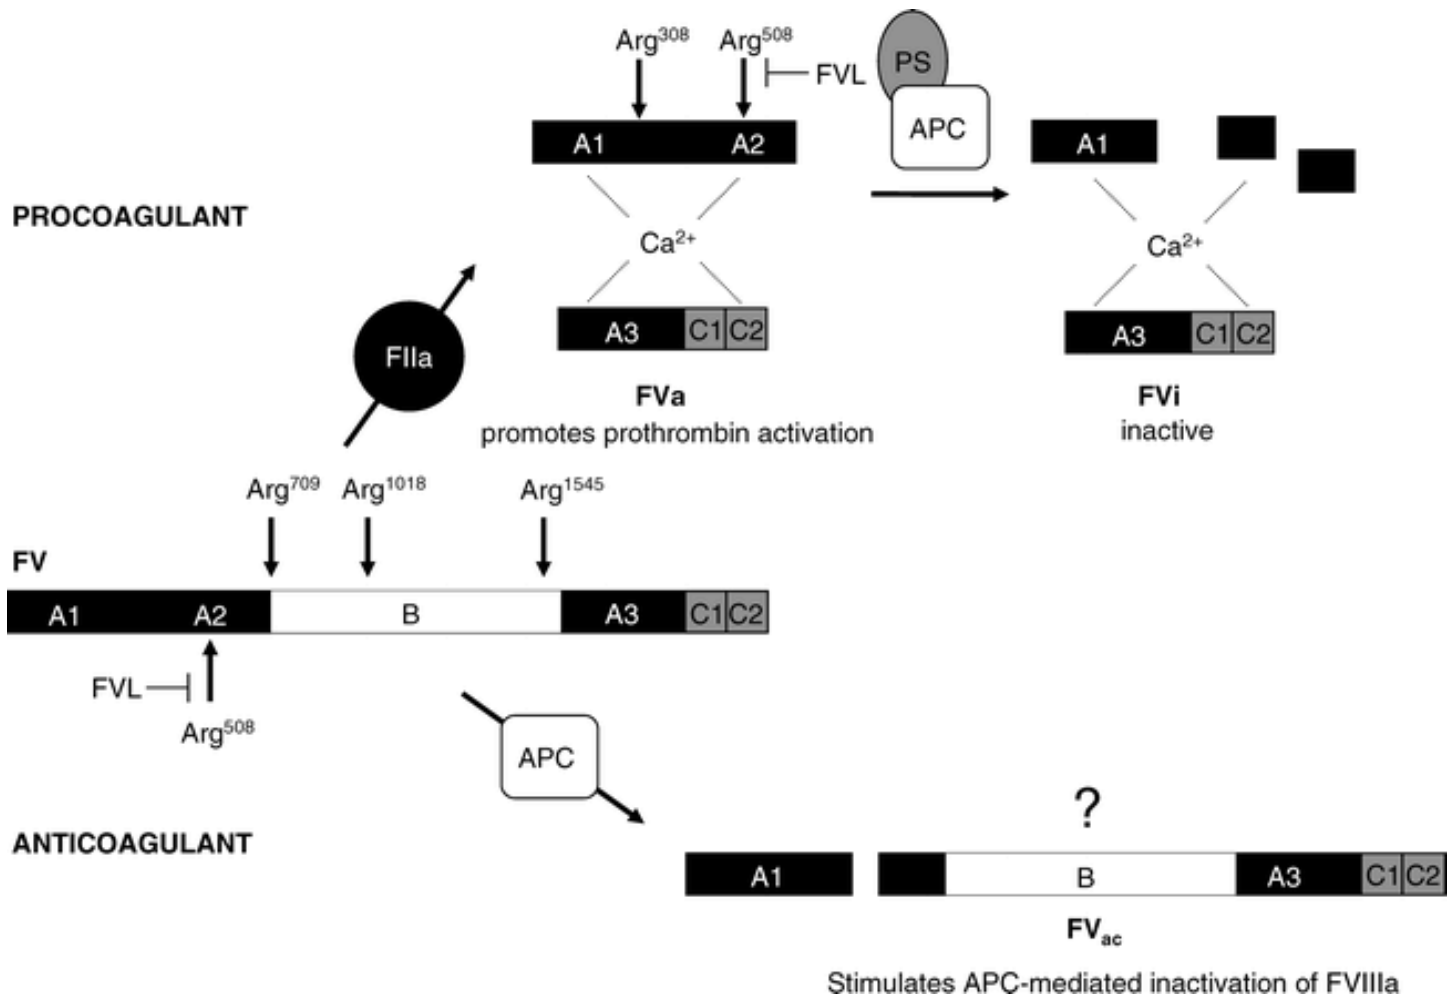 Arg³⁰⁸ Arg⁵⁰⁸
FVL
PS
APC
A1 A2
A1
PROCOAGULANT
Ca²⁺
Ca²⁺
A3 C1 C2
A3 C1 C2
FIIa
FVa
promotes prothrombin activation
FVi
inactive
Arg⁷⁰⁹ Arg¹⁰¹⁸ Arg¹⁵⁴⁵
FV
A1 A2 B A3 C1 C2
FVL
Arg⁵⁰⁸
APC
ANTICOAGULANT
?
A1 B A3 C1 C2
FVac
Stimulates APC-mediated inactivation of FVIIIa